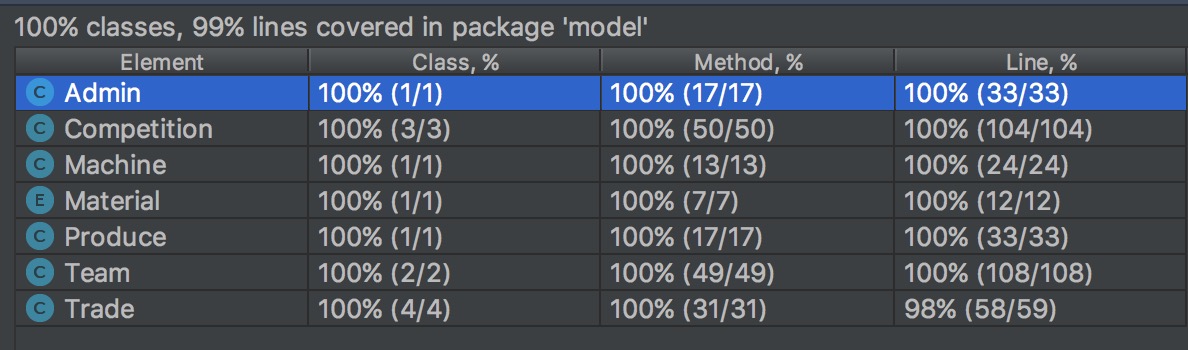 100% classes, 99% lines covered in package 'model'
Element Class, % Method, % Line, %
C Admin 100% (1/1) 100% (17/17) 100% (33/33)
C Competition 100% (3/3) 100% (50/50) 100% (104/104)
C Machine 100% (1/1) 100% (13/13) 100% (24/24)
E Material 100% (1/1) 100% (7/7) 100% (12/12)
C Produce 100% (1/1) 100% (17/17) 100% (33/33)
C Team 100% (2/2) 100% (49/49) 100% (108/108)
C Trade 100% (4/4) 100% (31/31) 98% (58/59)